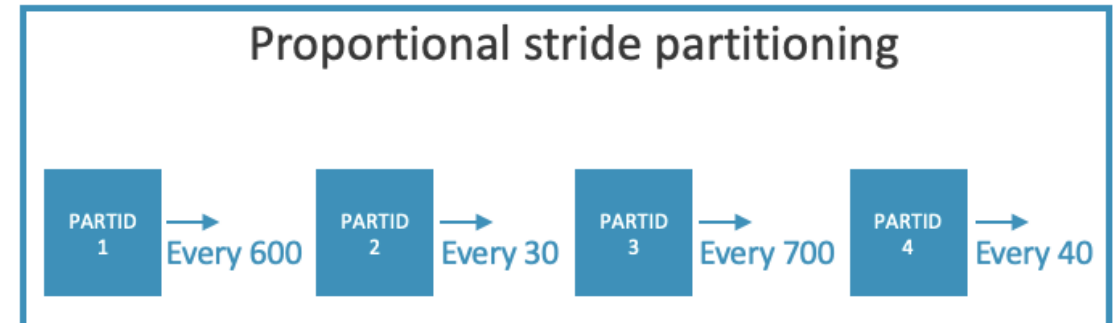 Proportional stride partitioning
PARTID
1
Every 600
PARTID
2
Every 30
PARTID
3
Every 700
PARTID
4
Every 40